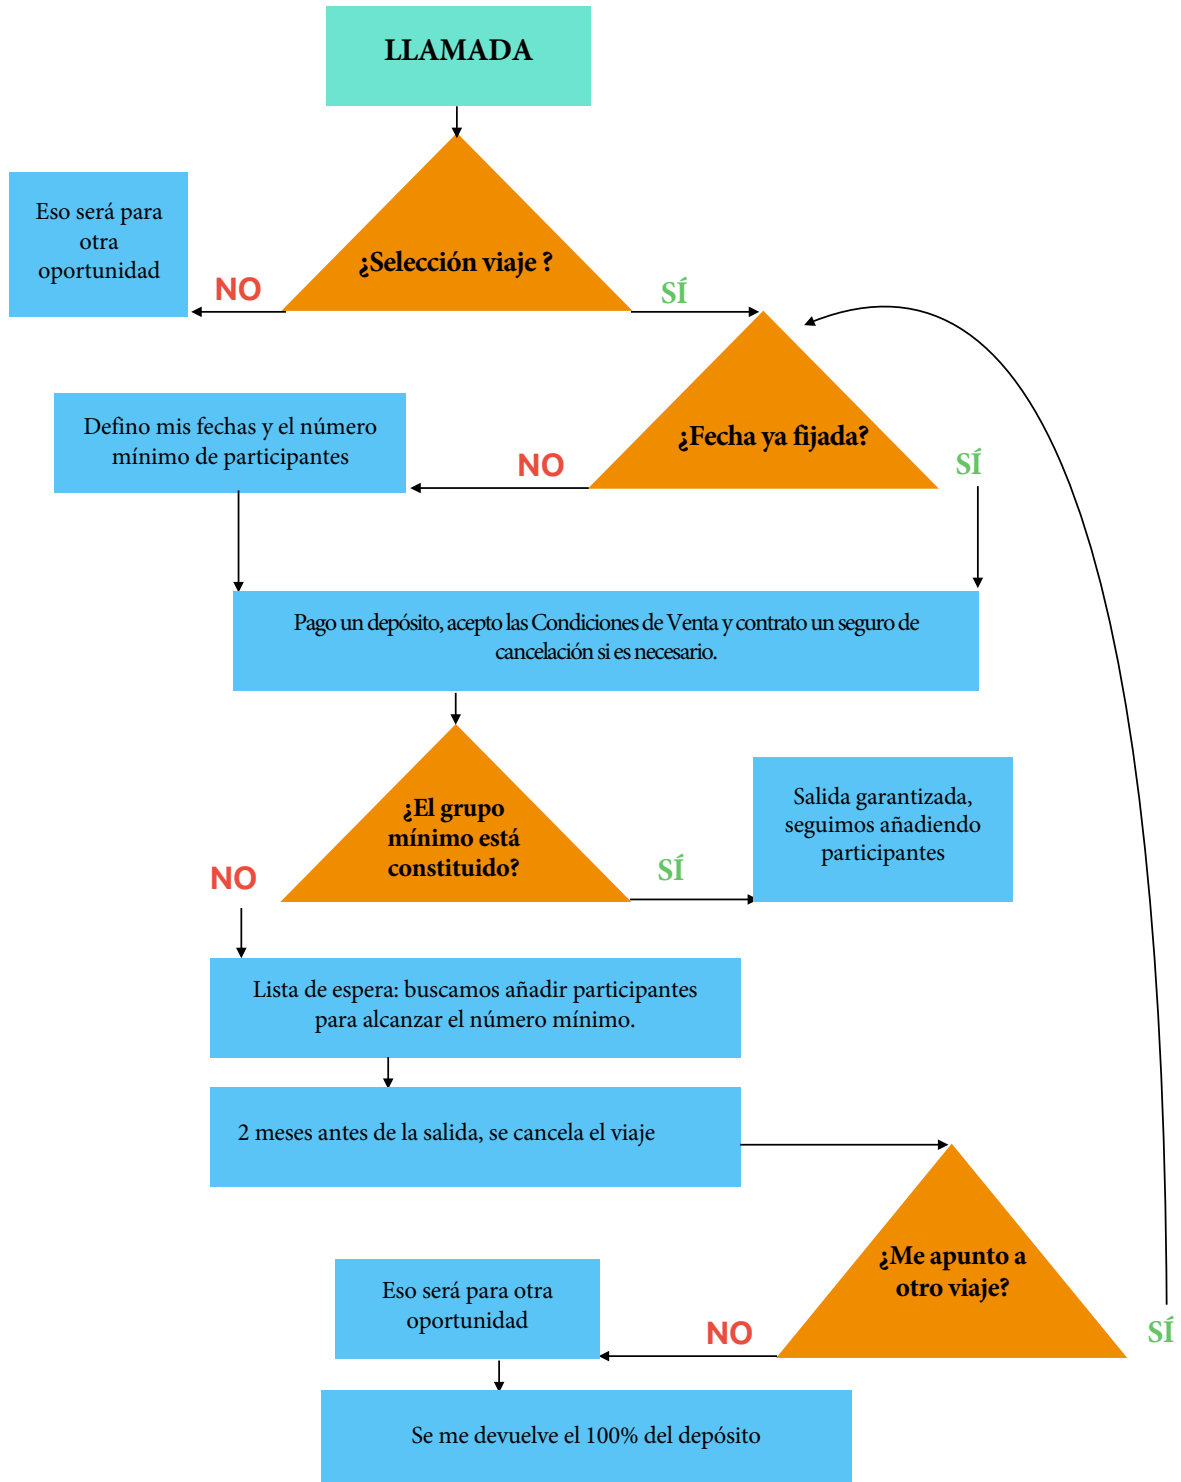 LLAMADA
Eso será para
otra
oportunidad
¿Selección viaje ?
NO
SÍ
Defino mis fechas y el número
mínimo de participantes
¿Fecha ya fijada?
NO
SÍ
Pago un depósito, acepto las Condiciones de Venta y contrato un seguro de
cancelación si es necesario.
¿El grupo
mínimo está
constituido?
Salida garantizada,
seguimos añadiendo
participantes
NO
SÍ
Lista de espera: buscamos añadir participantes
para alcanzar el número mínimo.
2 meses antes de la salida, se cancela el viaje
¿Me apunto a
otro viaje?
Eso será para otra
oportunidad
NO
SÍ
Se me devuelve el 100% del depósito